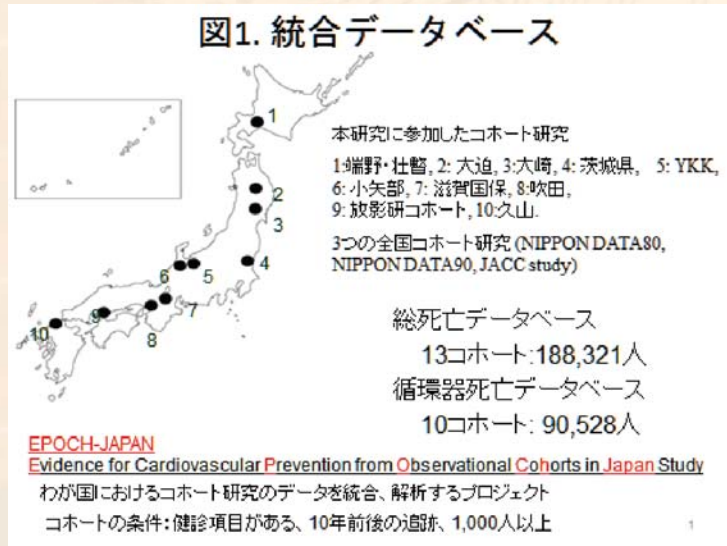 図1. 統合データベース
1
2
3
4
5
6
7
8
9
10
本研究に参加したコホート研究
1:端野・壮瞥, 2: 大迫, 3:大崎, 4: 茨城県, 5: YKK,
6: 小矢部, 7: 滋賀国保, 8:吹田,
9: 放影研コホート, 10:久山.
3つの全国コホート研究 (NIPPON DATA80,
NIPPON DATA90, JACC study)
総死亡データベース
13コホート:188,321人
循環器死亡データベース
10コホート: 90,528人
EPOCH-JAPAN
Evidence for Cardiovascular Prevention from Observational Cohorts in Japan Study
わが国におけるコホート研究のデータを統合、解析するプロジェクト
コホートの条件:健診項目がある、10年前後の追跡、1,000人以上
1